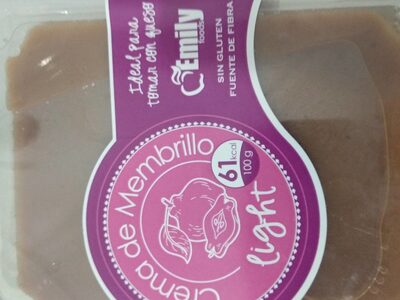 Ideal para
tomar con queso
Emily
foods
SIN GLUTEN
FUENTE DE FIBRA
Crema de Membrillo
61 kcal
100 g
light